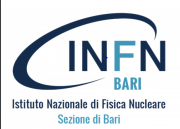 INFN
BARI
Istituto Nazionale di Fisica Nucleare
Sezione di Bari